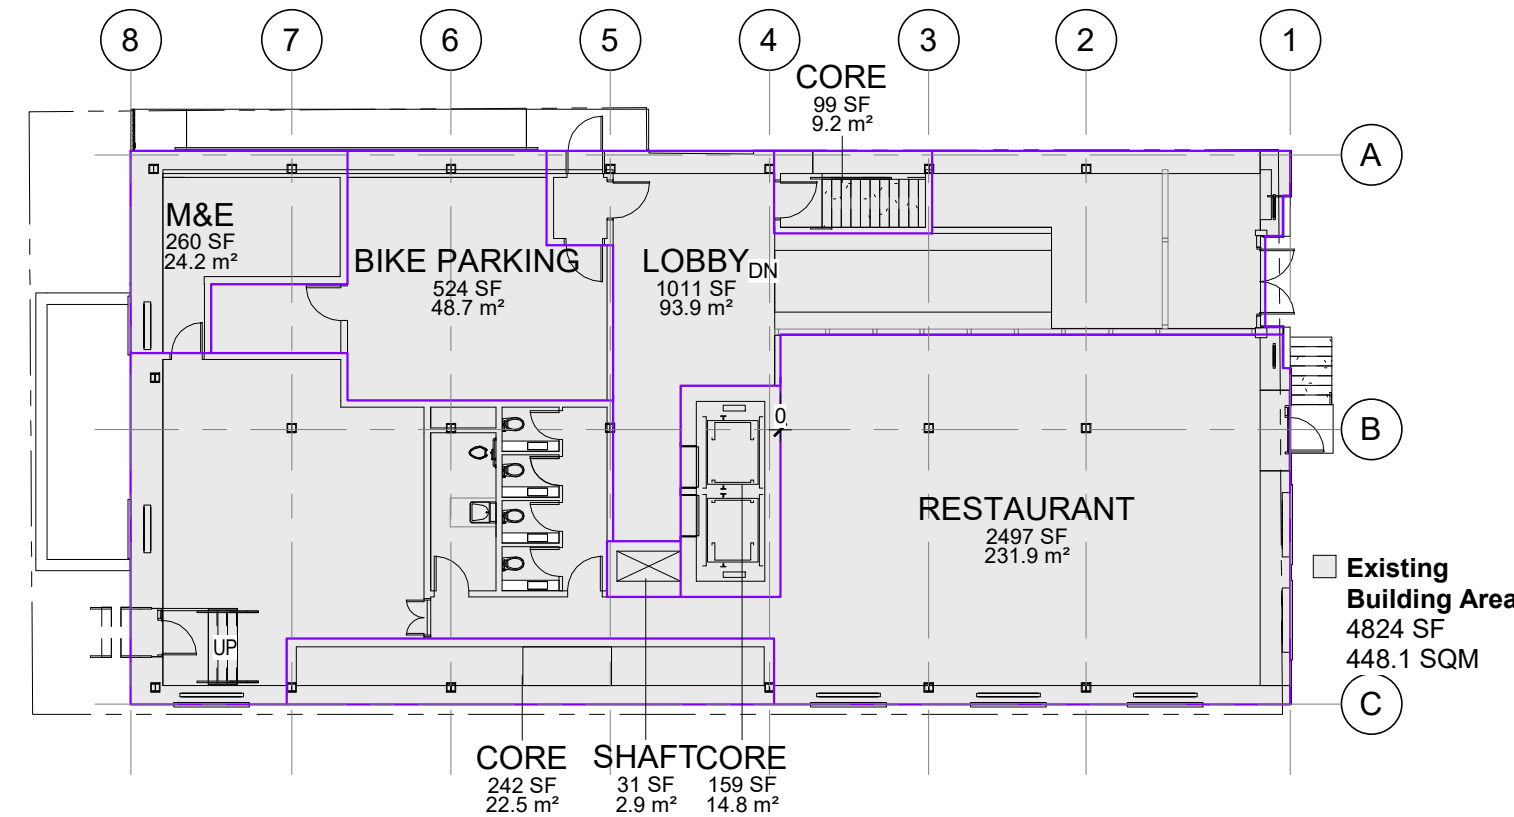 8
7
6
5
4
3
2
1
CORE
99 SF
9.2 m²
A
M&E
260 SF
24.2 m²
BIKE PARKING
524 SF
48.7 m²
LOBBY
1011 SF
93.9 m²
DN
0
B
RESTAURANT
2497 SF
231.9 m²
Existing
Building Area
4824 SF
448.1 SQM
UP
C
CORE
242 SF
22.5 m²
SHAFT
31 SF
2.9 m²
CORE
159 SF
14.8 m²